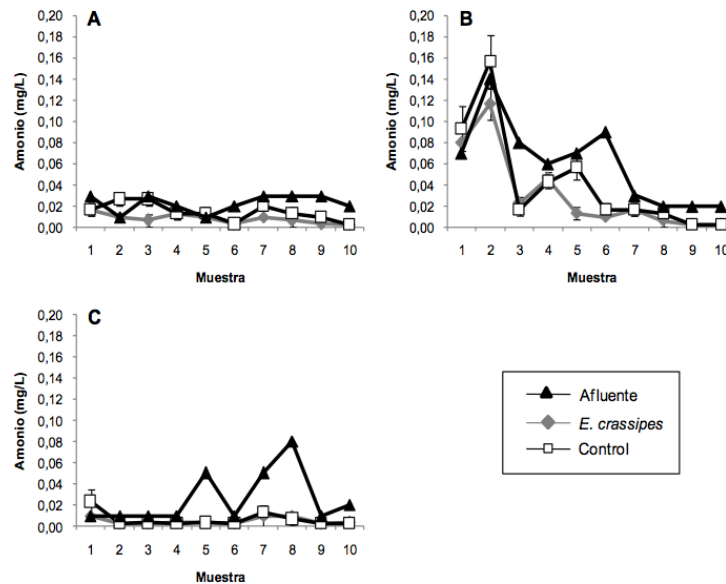 A
Amonio (mg/L)
0,20
0,18
0,16
0,14
0,12
0,10
0,08
0,06
0,04
0,02
0,00
1 2 3 4 5 6 7 8 9 10
Muestra
B
Amonio (mg/L)
0,20
0,18
0,16
0,14
0,12
0,10
0,08
0,06
0,04
0,02
0,00
1 2 3 4 5 6 7 8 9 10
Muestra
C
Amonio (mg/L)
0,20
0,18
0,16
0,14
0,12
0,10
0,08
0,06
0,04
0,02
0,00
1 2 3 4 5 6 7 8 9 10
Muestra
Afluente
E. crassipes
Control